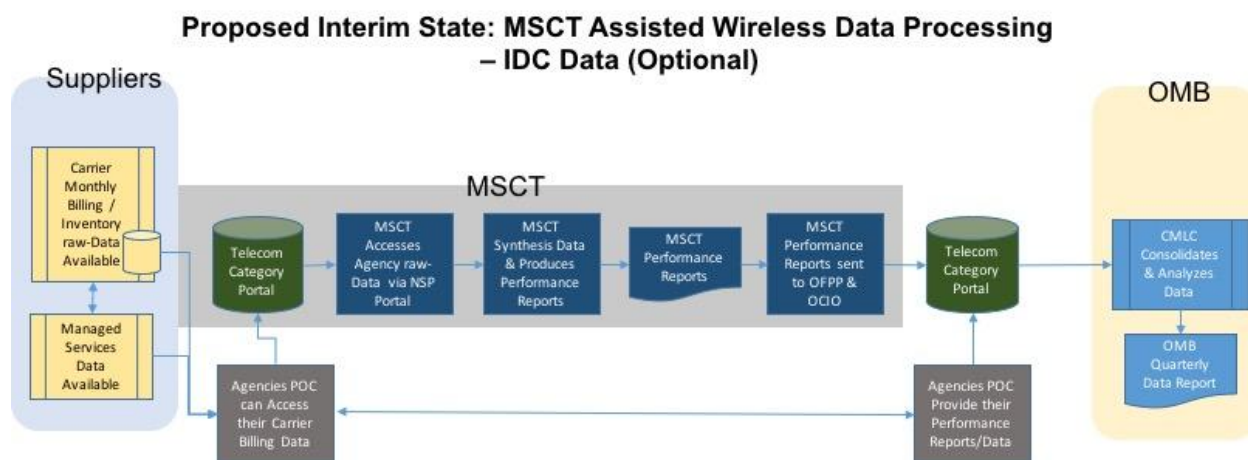 Proposed Interim State: MSCT Assisted Wireless Data Processing
– IDC Data (Optional)
Suppliers
OMB
MSCT
Carrier
Monthly
Billing /
Inventory
raw-Data
Available
Managed
Services
Data
Available
Telecom
Category
Portal
MSCT
Accesses
Agency raw-
Data via NSP
Portal
MSCT
Synthesis Data
& Produces
Performance
Reports
MSCT
Performance
Reports
MSCT
Performance
Reports sent
to OFPP &
OCIO
Telecom
Category
Portal
CMLC
Consolidates
& Analyzes
Data
OMB
Quarterly
Data Report
Agencies POC
can Access
their Carrier
Billing Data
Agencies POC
Provide their
Performance
Reports/Data